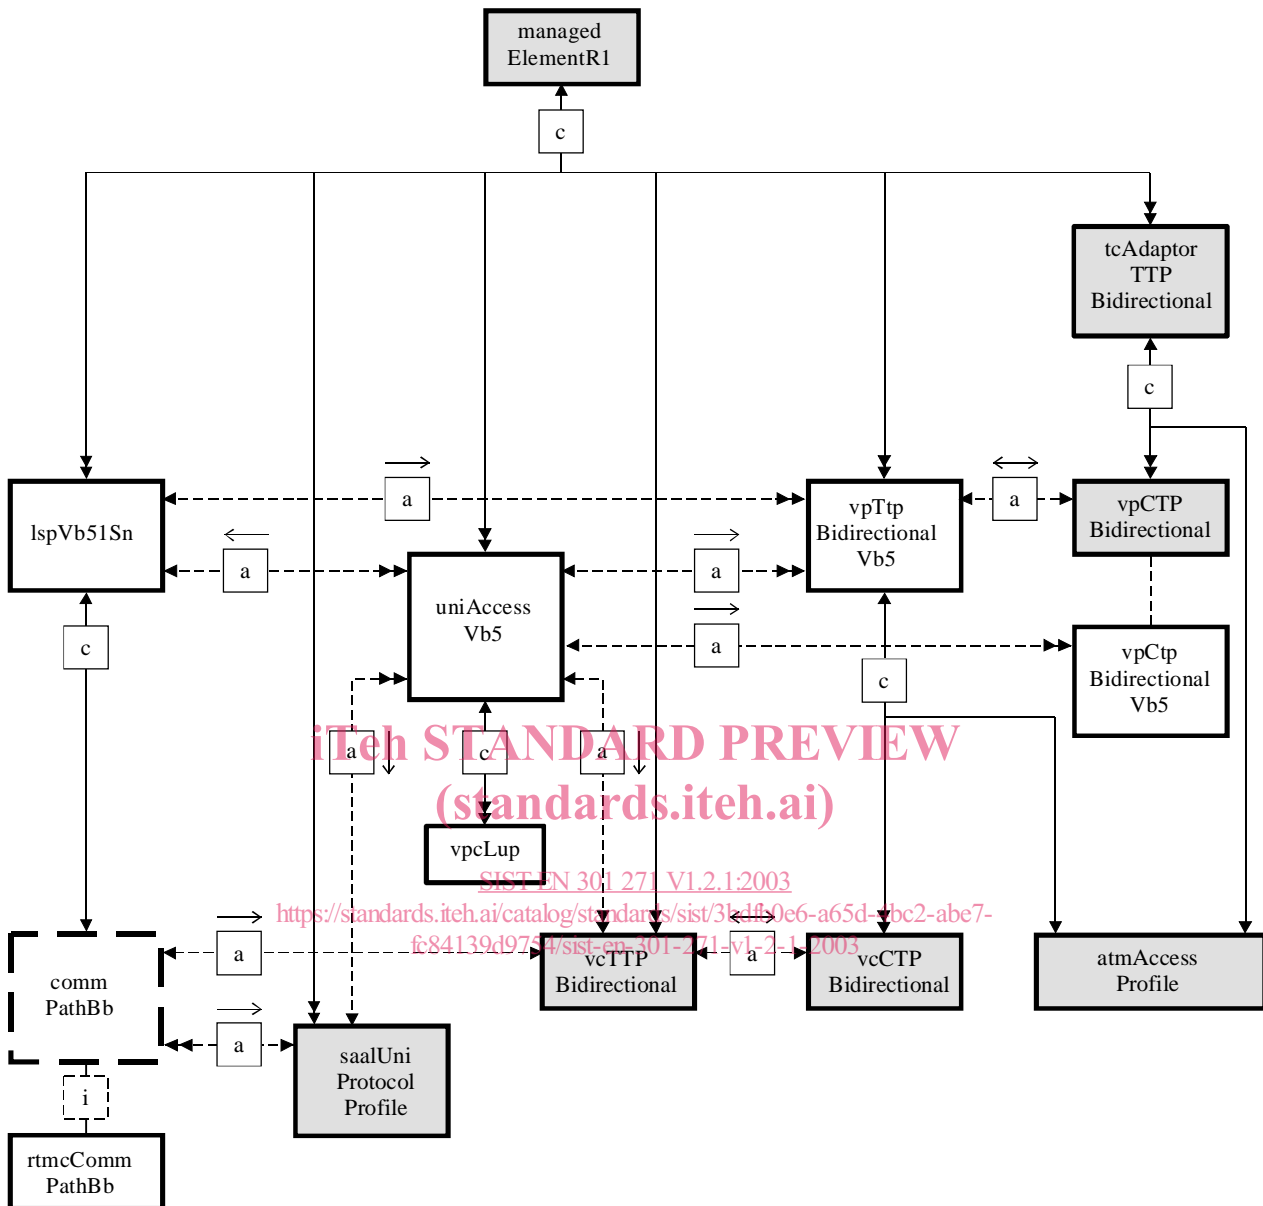 managed
ElementR1
c
tcAdaptor
TTP
Bidirectional
c
lspVb51Sn
a
vpTtp
Bidirectional
Vb5
a
vpCTP
Bidirectional
a
uniAccess
Vb5
a
a
vpCtp
Bidirectional
Vb5
c
c
iTeh STANDARD PREVIEW
a
c
a
(standards.iteh.ai)
vpcLup
SIST EN 301 271 V1.2.1:2003
https://standards.iteh.ai/catalog/standards/sist/3bdfb0e6-a65d-4bc2-abe7-
fc84139d9754/sist-en-301-271-v1-2-1-2003
comm
PathBb
a
vcTTP
Bidirectional
a
vcCTP
Bidirectional
atmAccess
Profile
a
saalUni
Protocol
Profile
i
rtmcComm
PathBb